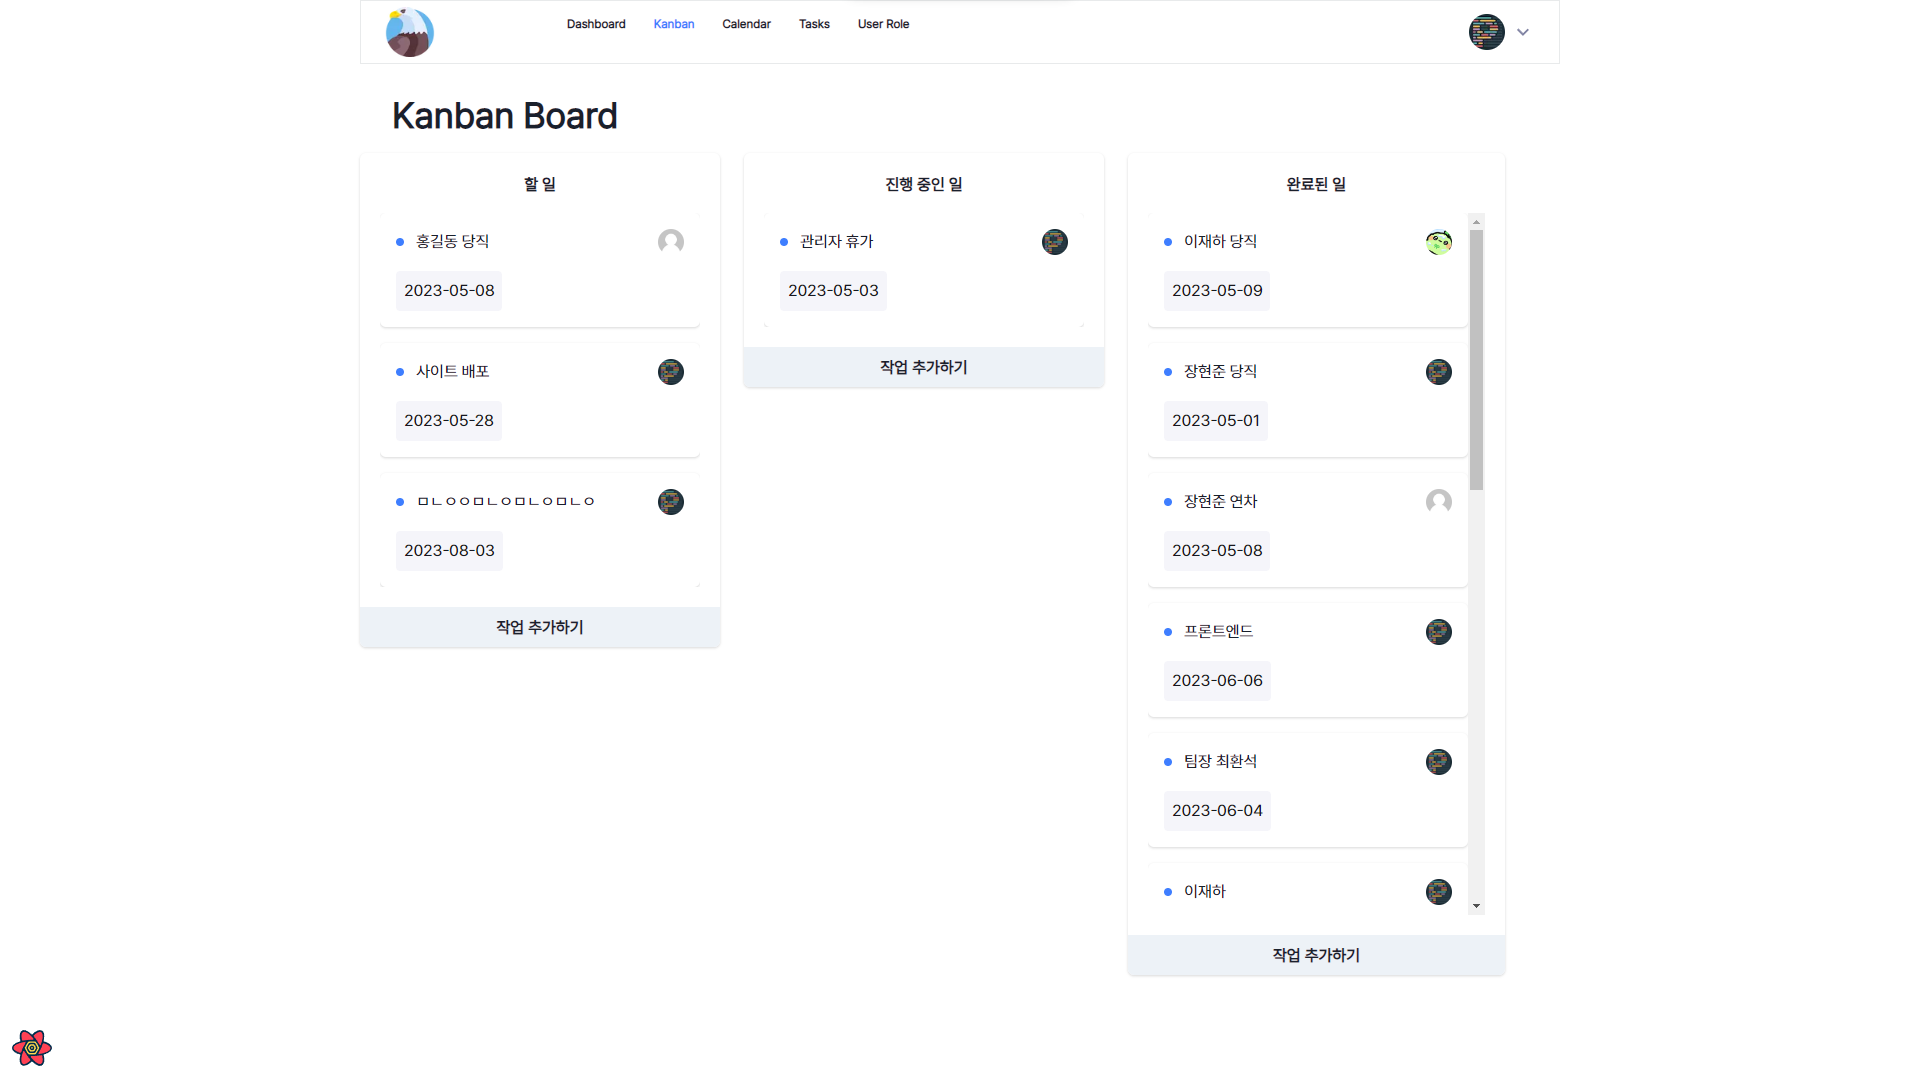 Dashboard
Kanban
Calendar
Tasks
User Role
Kanban Board
할 일
홍길동 당직
2023-05-08
사이트 배포
2023-05-28
ㅁㄴㅇㅇㅁㄴㅇㅁㄴㅇㅁㄴㅇ
2023-08-03
작업 추가하기
진행 중인 일
관리자 휴가
2023-05-03
작업 추가하기
완료된 일
이재하 당직
2023-05-09
장현준 당직
2023-05-01
장현준 연차
2023-05-08
프론트엔드
2023-06-06
팀장 최환석
2023-06-04
이재하
작업 추가하기